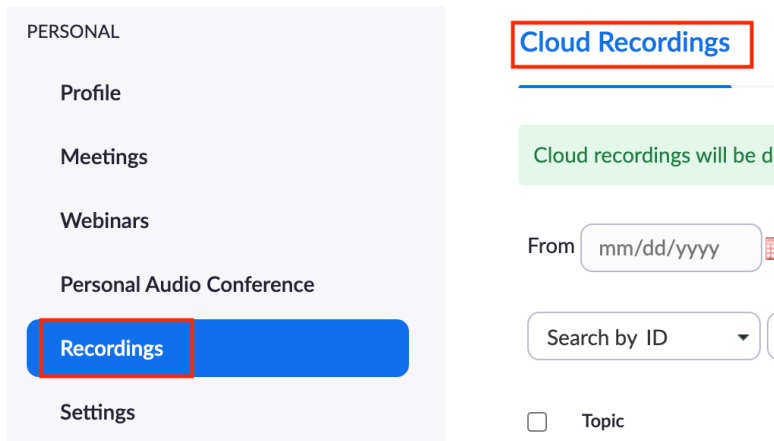 PERSONAL
Profile
Meetings
Webinars
Personal Audio Conference
Recordings
Settings
Cloud Recordings
Cloud recordings will be d
From mm/dd/yyyy
Search by ID
Topic